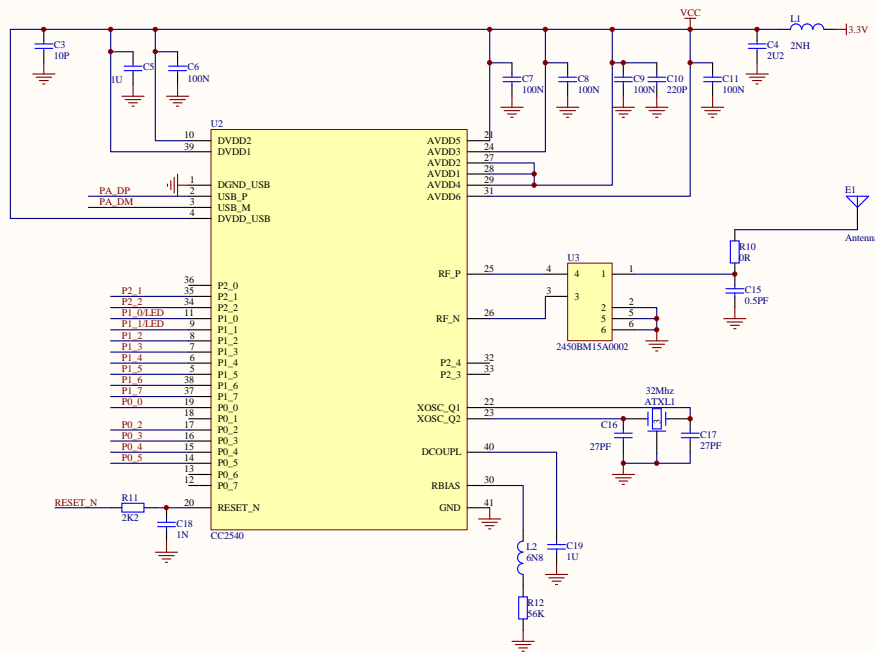 VCC
L1
2NH
3.3V
C3
10P
C5
1U
C6
100N
C7
100N
C8
100N
C9
100N
C10
220P
C11
100N
C4
2U2
U2
10 DVDD2 AVDD5 21
39 DVDD1 AVDD3 24
AVDD2 27
AVDD1 28
1 DGND_USB AVDD4 29
PA_DP 2 USB_P AVDD6 31
PA_DM 3 USB_M
4 DVDD_USB
E1
Antenna
R10
0R
U3
RF_P 25 4 4 1 1
3 3
C15
0.5PF
2 2
RF_N 26 5 5
6 6
2450BM15A0002
36 P2_0
P2_1 35 P2_1
P2_2 34 P2_2
P1_0/LED 11 P1_0
P1_1/LED 9 P1_1
P1_2 8 P1_2
P1_3 7 P1_3
P1_4 6 P1_4 P2_4 32
P1_5 5 P1_5 P2_3 33
P1_6 38 P1_6
P1_7 37 P1_7
P0_0 19 P0_0 XOSC_Q1 22
18 P0_1 XOSC_Q2 23
P0_2 17 P0_2
P0_3 16 P0_3
P0_4 15 P0_4 DCOUPL 40
P0_5 14 P0_5
13 P0_6
12 P0_7 RBIAS 30
32Mhz
ATXL1
3
C16
27PF
C17
27PF
RESET_N R11 20 RESET_N GND 41
2K2
C18
1N
CC2540
L2
6N8
C19
1U
R12
56K